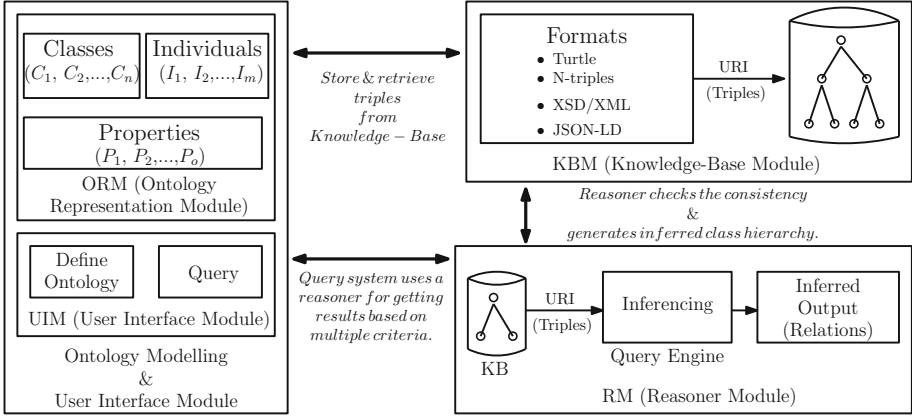 Classes
(C₁, C₂,...,Cₙ)
Individuals
(I₁, I₂,...,Iₘ)
Properties
(P₁, P₂,...,Pₒ)
ORM (Ontology
Representation Module)
Define
Ontology
Query
UIM (User Interface Module)
Ontology Modelling
&
User Interface Module
Store & retrieve
triples
from
Knowledge − Base
Query system uses a
reasoner for getting
results based on
multiple criteria.
Formats
• Turtle
• N-triples
• XSD/XML
• JSON-LD
URI
(Triples)
KBM (Knowledge-Base Module)
Reasoner checks the consistency
&
generates inferred class hierarchy.
KB
URI
(Triples)
Inferencing
Query Engine
Inferred
Output
(Relations)
RM (Reasoner Module)